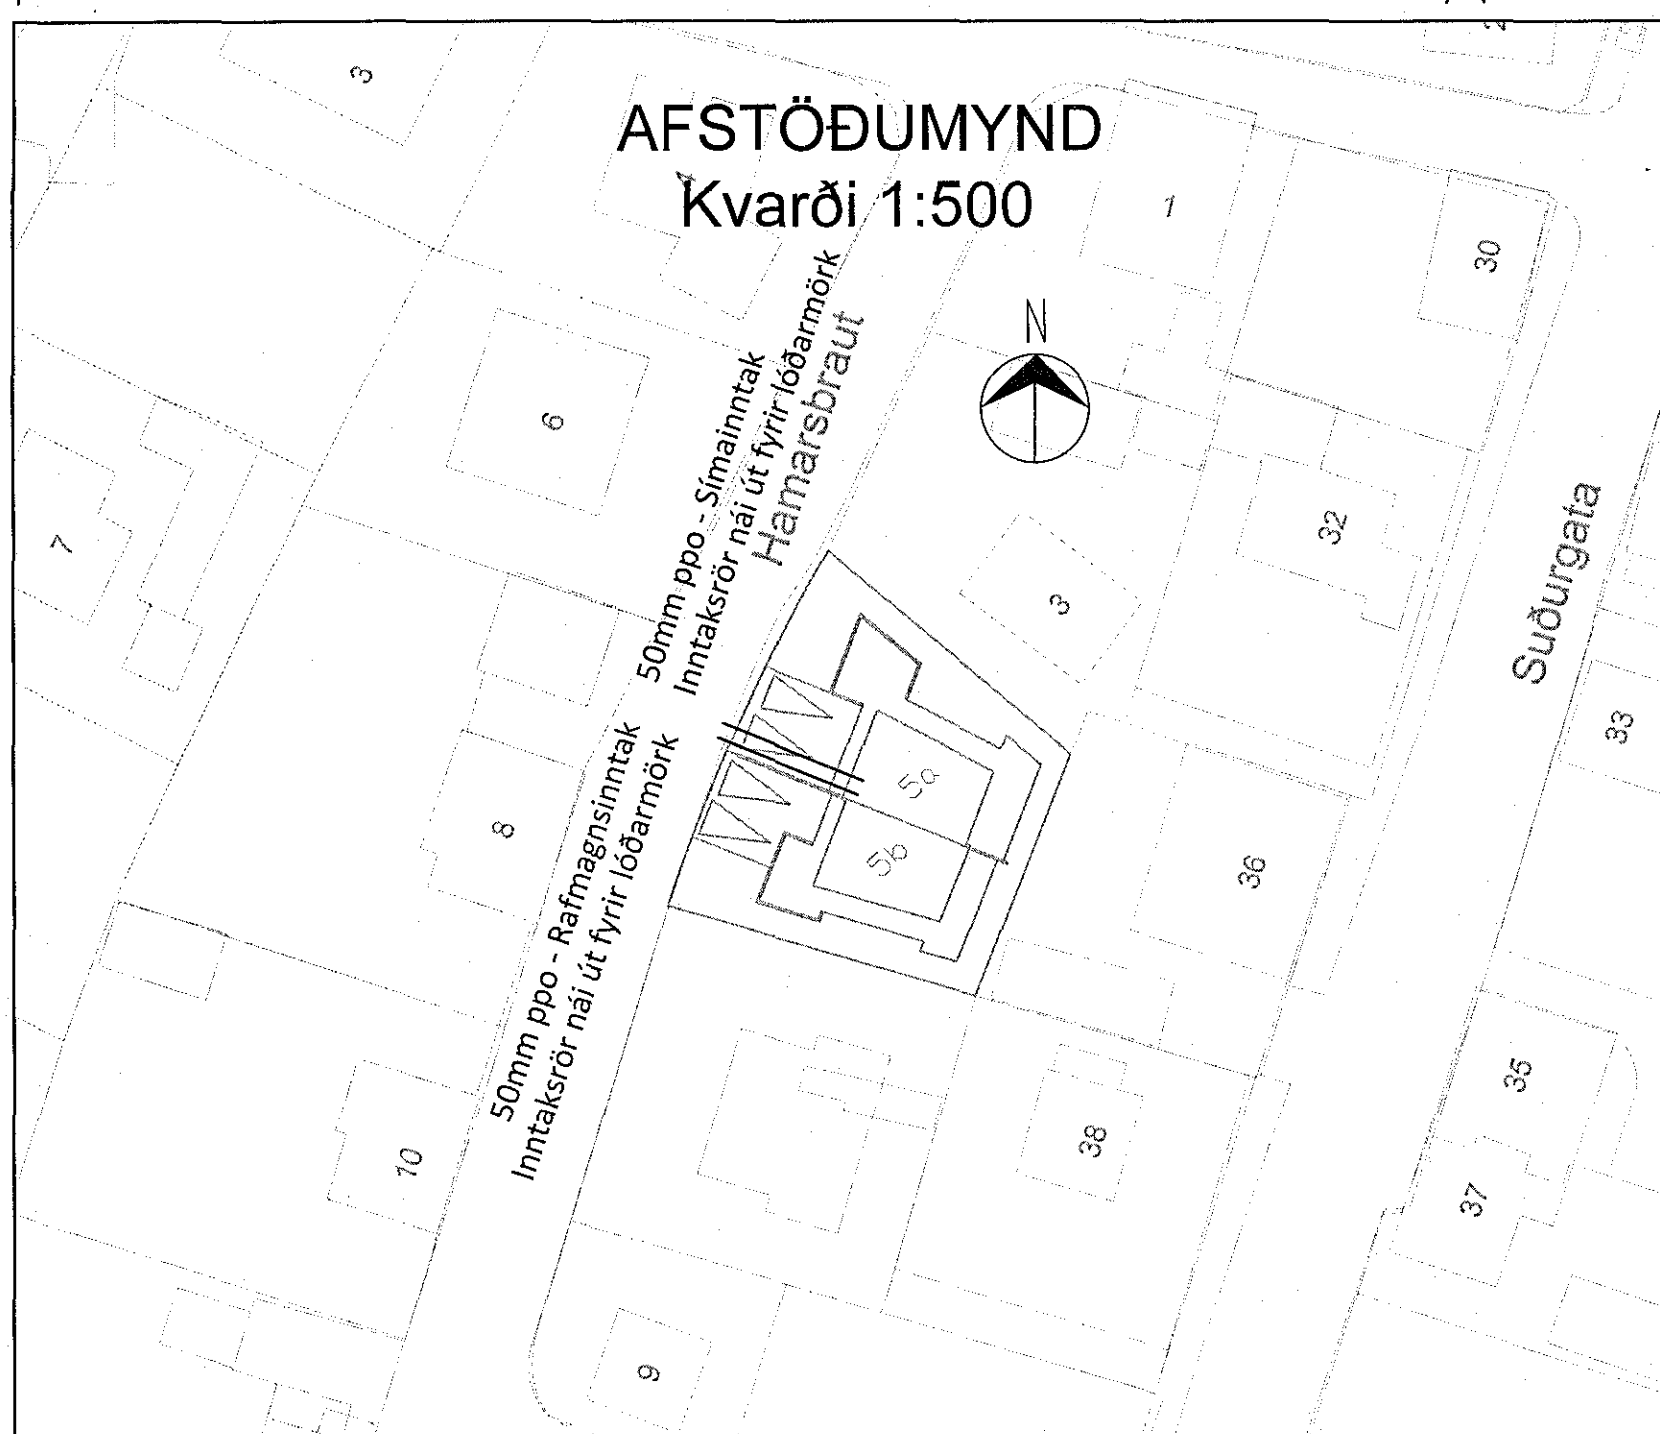 AFSTÖÐUMYND
Kvarði 1:500
N
Hamarsbraut
Suðurgata
50mm ppo - Símainntak
Inntaksrör nái út fyrir lóðarmörk
50mm ppo - Rafmagnsinntak
Inntaksrör nái út fyrir lóðarmörk
3
4
1
30
6
7
32
3
33
5a
5b
8
36
10
38
35
37
9